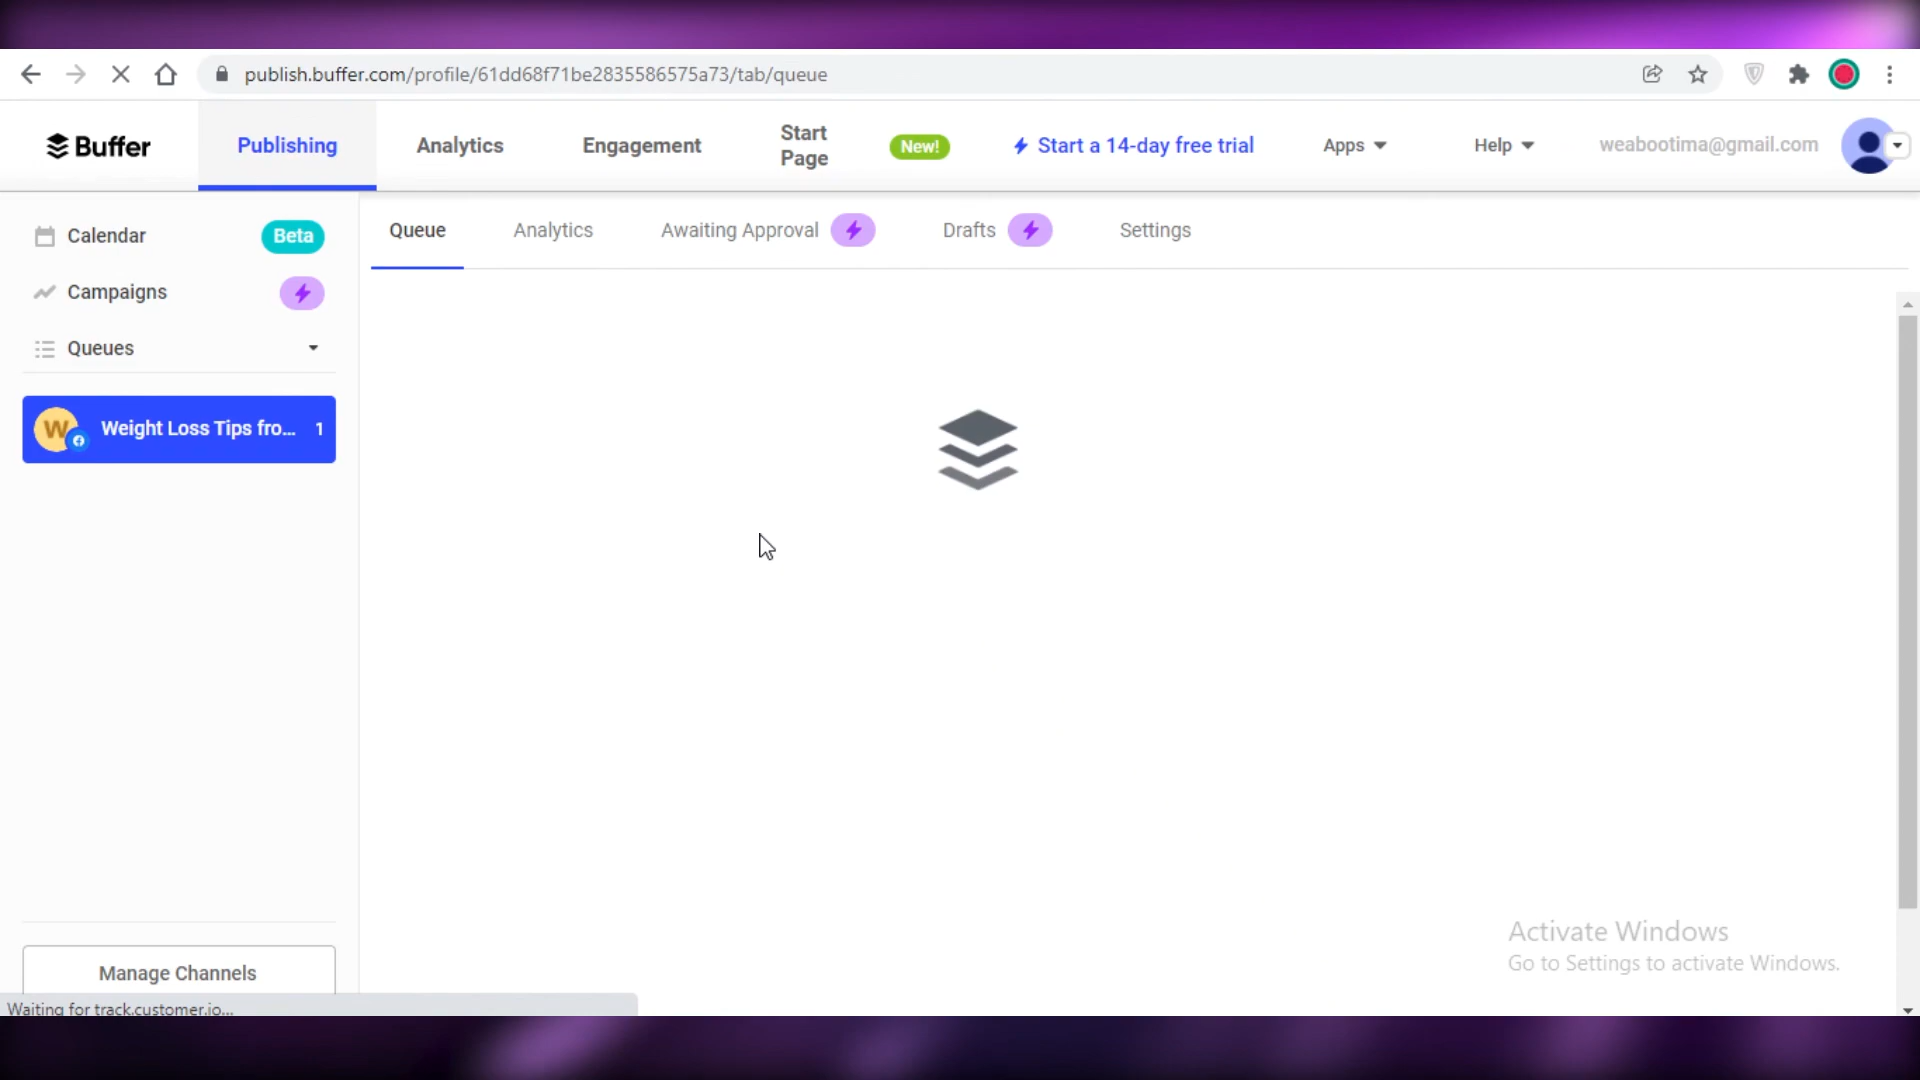 publish.buffer.com/profile/61dd68f71be2835586575a73/tab/queue
Buffer
Publishing
Analytics
Engagement
Start
Page
New!
Start a 14-day free trial
Apps
Help
weabootima@gmail.com
Calendar
Beta
Campaigns
Queues
W
Weight Loss Tips fro...
1
Queue
Analytics
Awaiting Approval
Drafts
Settings
Activate Windows
Go to Settings to activate Windows.
Manage Channels
Waiting for track.customer.io...